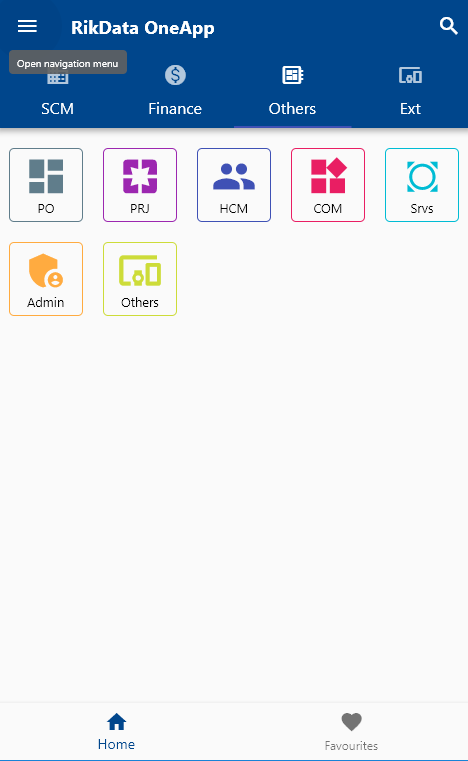 RikData OneApp
Open navigation menu
SCM Finance Others Ext
PO PRJ HCM COM Srvs
Admin Others
Home Favourites